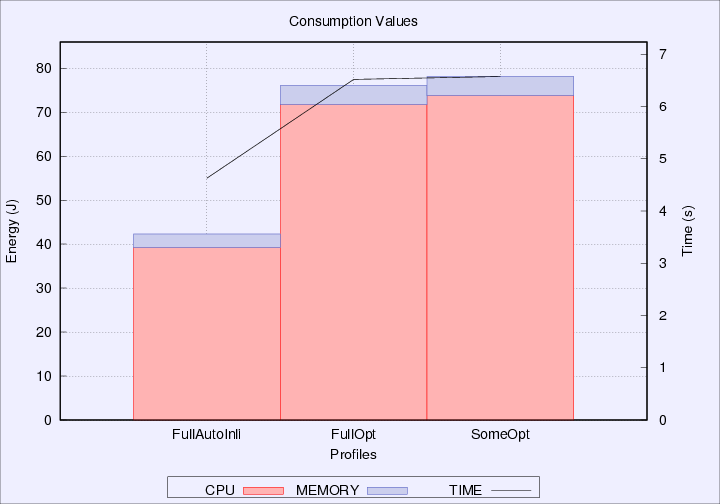 Consumption Values
Energy (J)
80
70
60
50
40
30
20
10
0
7
6
5
4
3
2
1
0
Time (s)
FullAutoInli FullOpt SomeOpt
Profiles
CPU MEMORY TIME